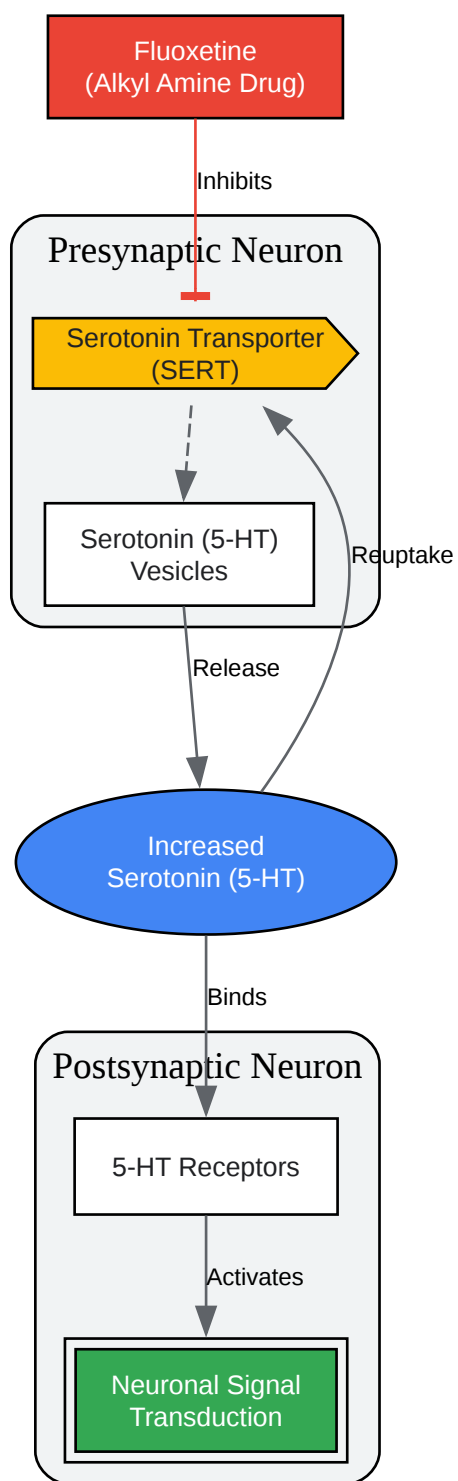 Fluoxetine
(Alkyl Amine Drug)
Inhibits
Presynaptic Neuron
Serotonin Transporter
(SERT)
Serotonin (5-HT)
Vesicles
Reuptake
Release
Increased
Serotonin (5-HT)
Binds
Postsynaptic Neuron
5-HT Receptors
Activates
Neuronal Signal
Transduction